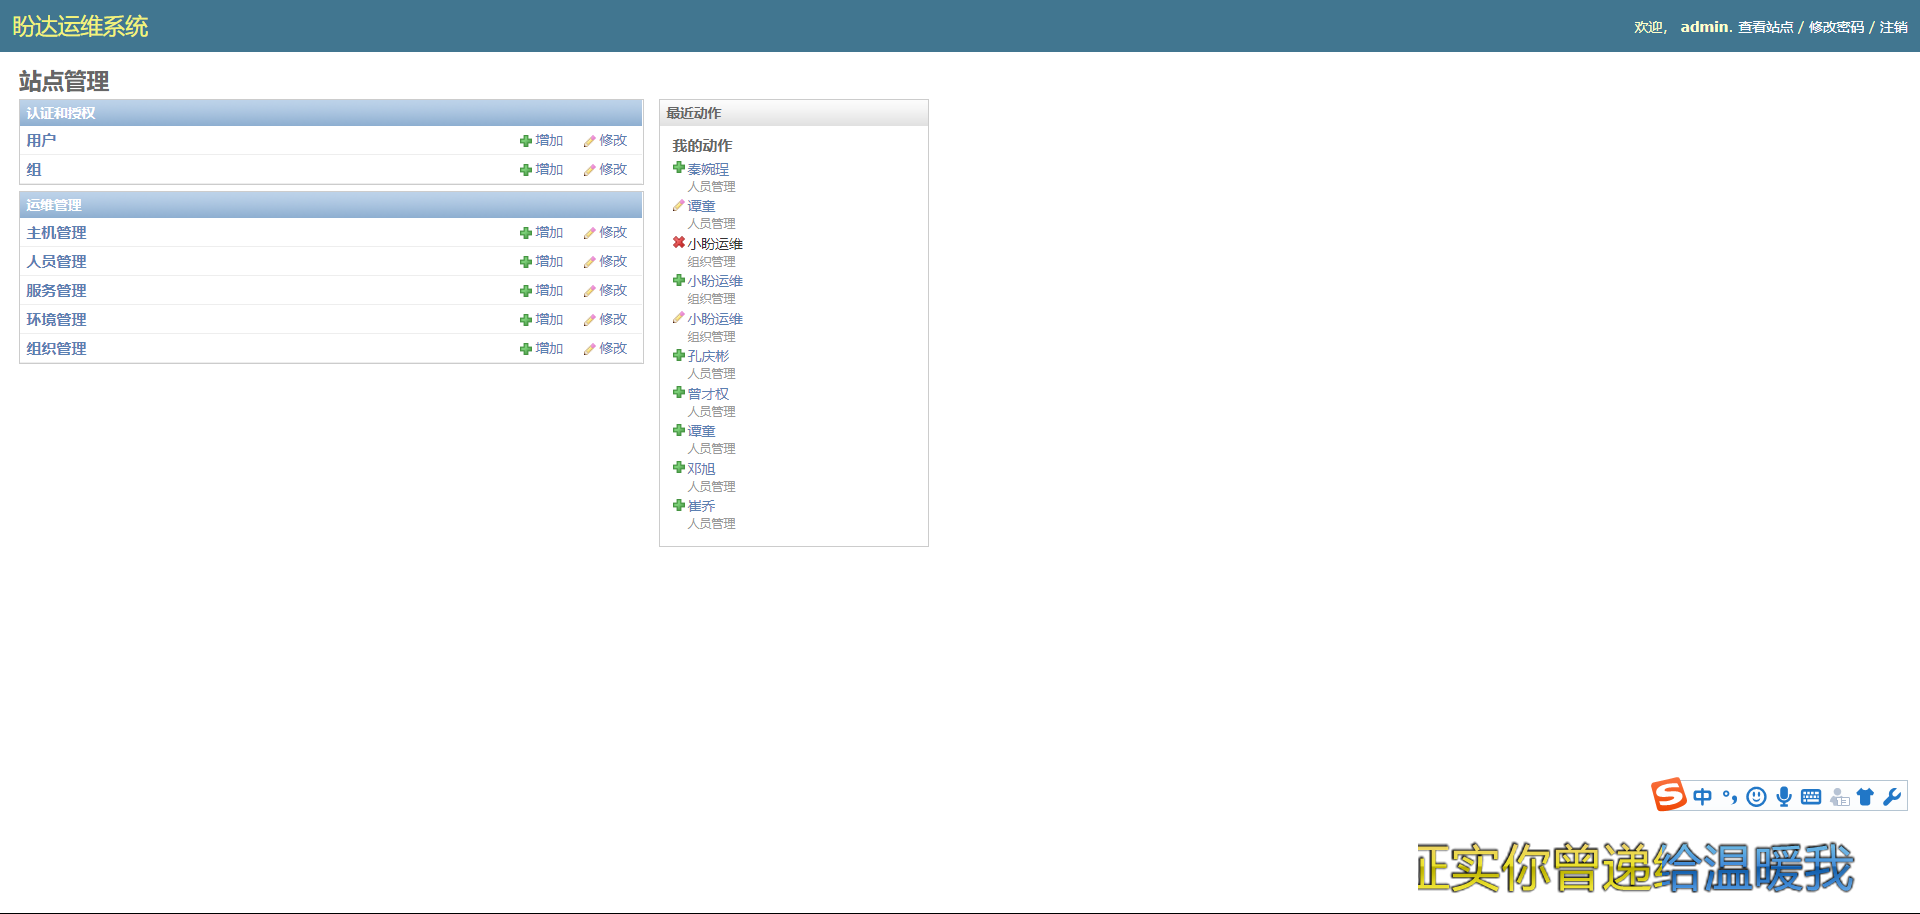 盼达运维系统
欢迎, admin. 查看站点 / 修改密码 / 注销
站点管理
认证和授权
用户 增加 修改
组 增加 修改
运维管理
主机管理 增加 修改
人员管理 增加 修改
服务管理 增加 修改
环境管理 增加 修改
组织管理 增加 修改
最近动作
我的动作
秦婉珵
人员管理
谭童
人员管理
小盼运维
组织管理
小盼运维
组织管理
小盼运维
组织管理
孔庆彬
人员管理
曾才权
人员管理
谭童
人员管理
邓旭
人员管理
崔乔
人员管理
S 中 °,
证实你曾递给温暖我